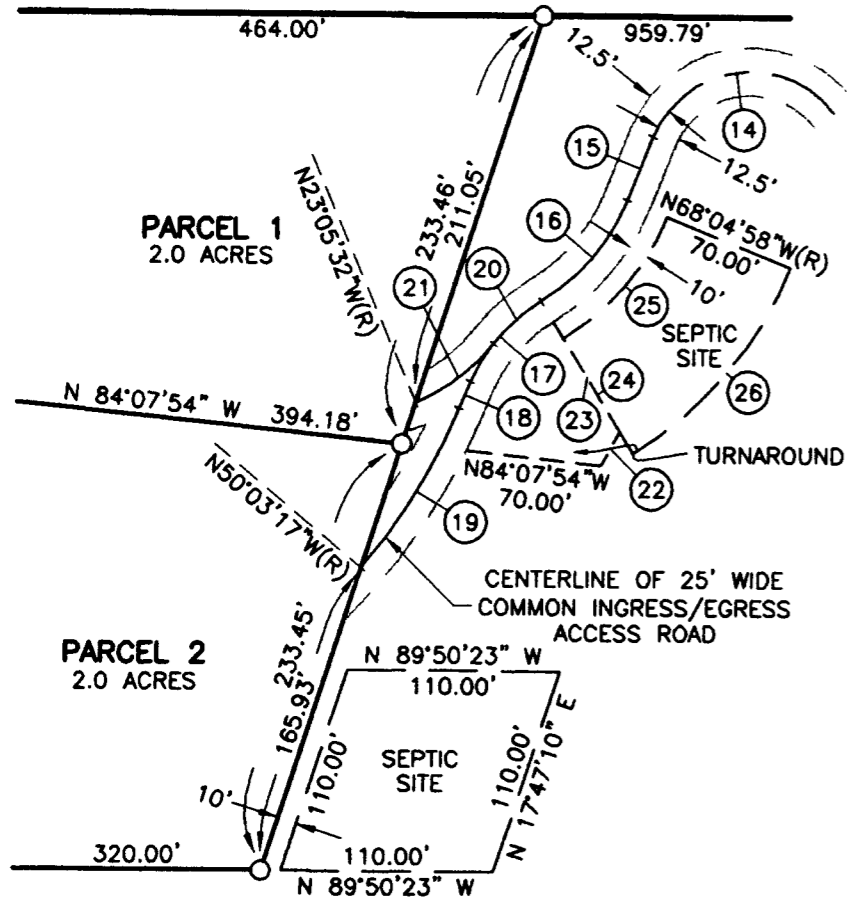 464.00'
959.79'
12.5'
14
15
12.5'
N23°05'32"W(R)
233.46'
211.05'
PARCEL 1
2.0 ACRES
16
N68°04'58"W(R)
70.00'
20
21
10'
25
SEPTIC
SITE
17
24
26
N 84°07'54" W
394.18'
18
23
TURNAROUND
N84°07'54"W
70.00'
22
N50°03'17"W(R)
19
CENTERLINE OF 25' WIDE
COMMON INGRESS/EGRESS
ACCESS ROAD
PARCEL 2
2.0 ACRES
233.45'
165.93'
N 89°50'23" W
110.00'
SEPTIC
SITE
110.00'
110.00'
N 17°47'10" E
10'
320.00'
110.00'
N 89°50'23" W